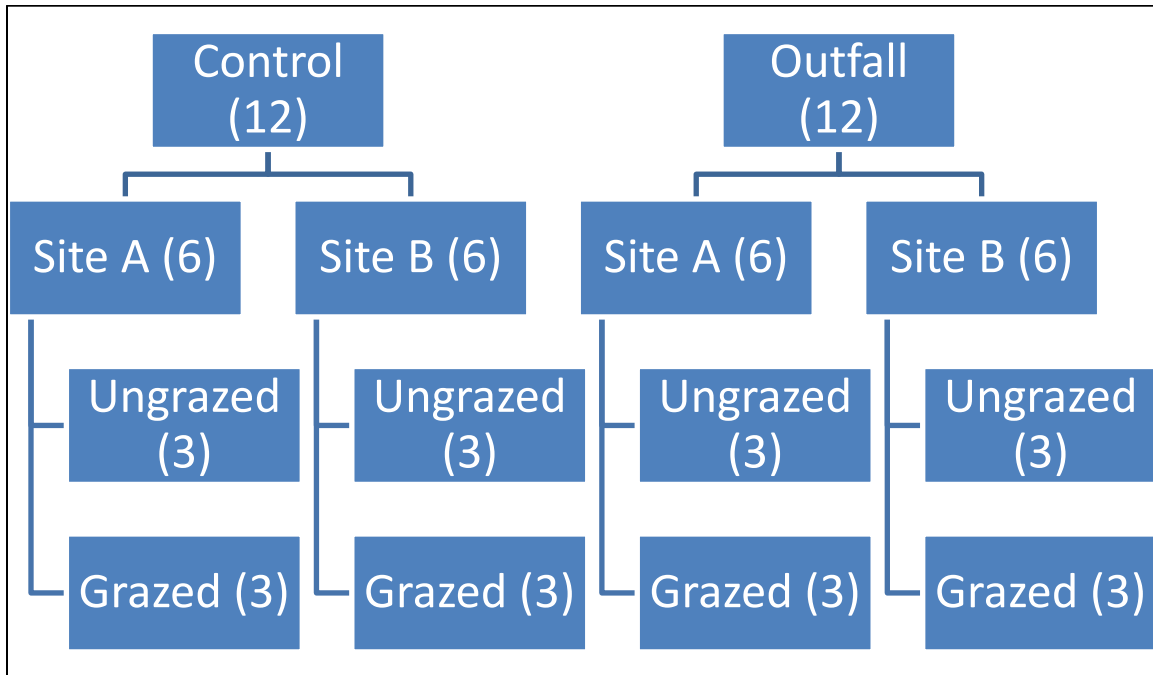 Control
(12)
Outfall
(12)
Site A (6)
Site B (6)
Site A (6)
Site B (6)
Ungrazed
(3)
Ungrazed
(3)
Ungrazed
(3)
Ungrazed
(3)
Grazed (3)
Grazed (3)
Grazed (3)
Grazed (3)